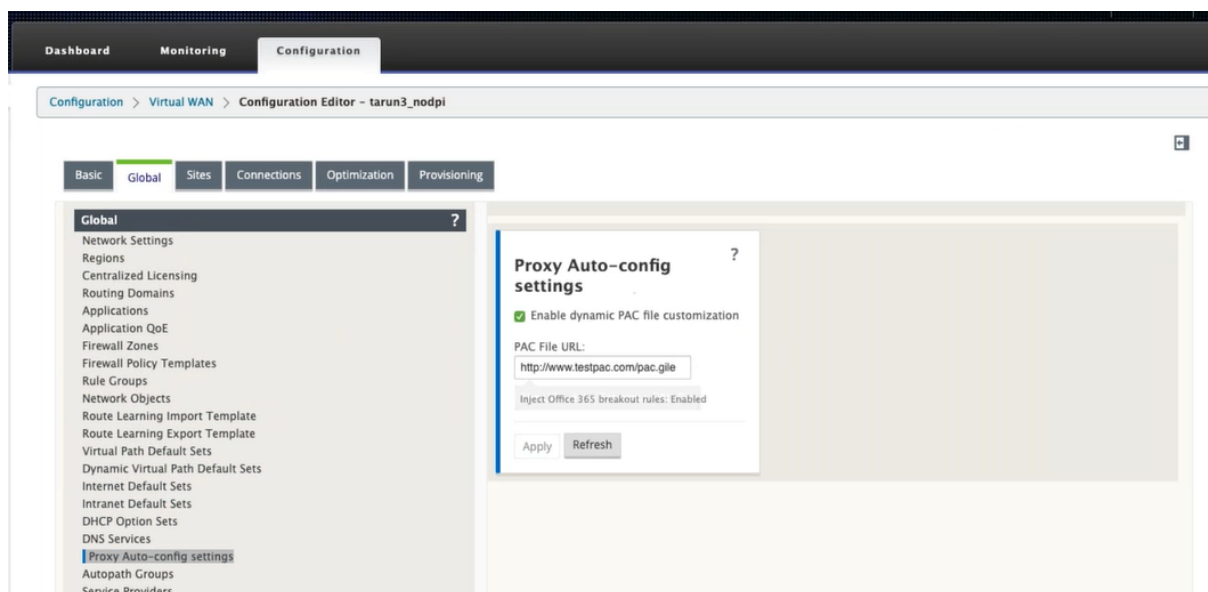 Dashboard Monitoring Configuration
Configuration > Virtual WAN > Configuration Editor - tarun3_nodpi
Basic Global Sites Connections Optimization Provisioning
Global ?
Network Settings
Regions
Centralized Licensing
Routing Domains
Applications
Application QoE
Firewall Zones
Firewall Policy Templates
Rule Groups
Network Objects
Route Learning Import Template
Route Learning Export Template
Virtual Path Default Sets
Dynamic Virtual Path Default Sets
Internet Default Sets
Intranet Default Sets
DHCP Option Sets
DNS Services
Proxy Auto-config settings
Autopath Groups
Service Providers
?
Proxy Auto-config
settings
Enable dynamic PAC file customization
PAC File URL:
http://www.testpac.com/pac.gile
Inject Office 365 breakout rules: Enabled
Apply Refresh